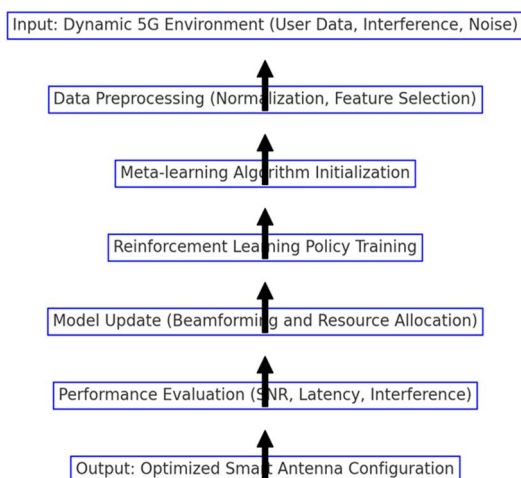 Input: Dynamic 5G Environment (User Data, Interference, Noise)
Data Preprocessing (Normalization, Feature Selection)
Meta-learning Algorithm Initialization
Reinforcement Learning Policy Training
Model Update (Beamforming and Resource Allocation)
Performance Evaluation (SNR, Latency, Interference)
Output: Optimized Smart Antenna Configuration